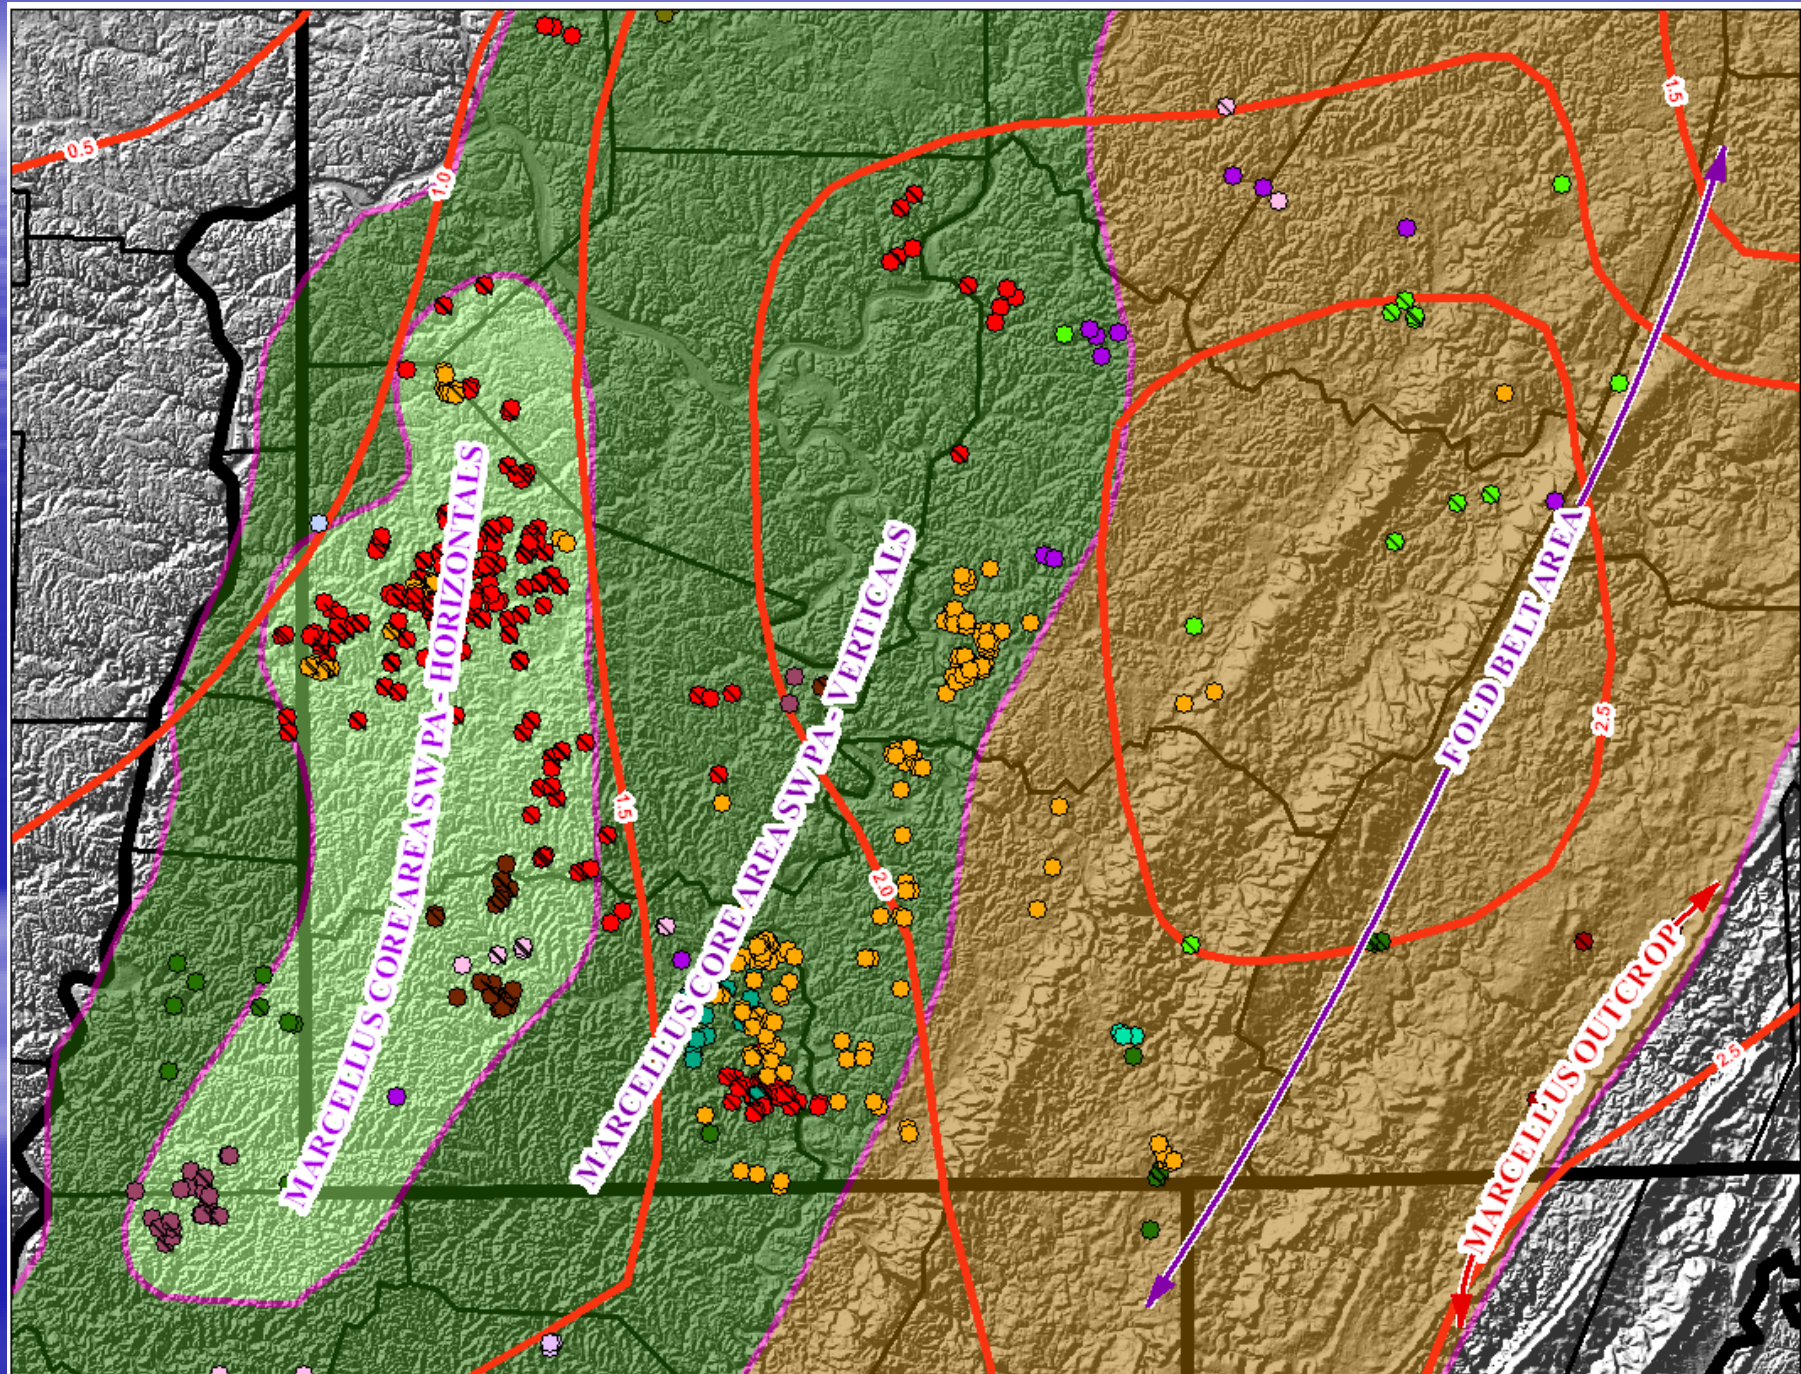 1.5
0.5
1.0
MARCELLUS CORE AREA SW PA - HORIZONTALS
MARCELLUS CORE AREA SW PA - VERTICALS
FOLD BELT AREA
2.5
1.5
2.0
MARCELLUS OUTCROP
2.5